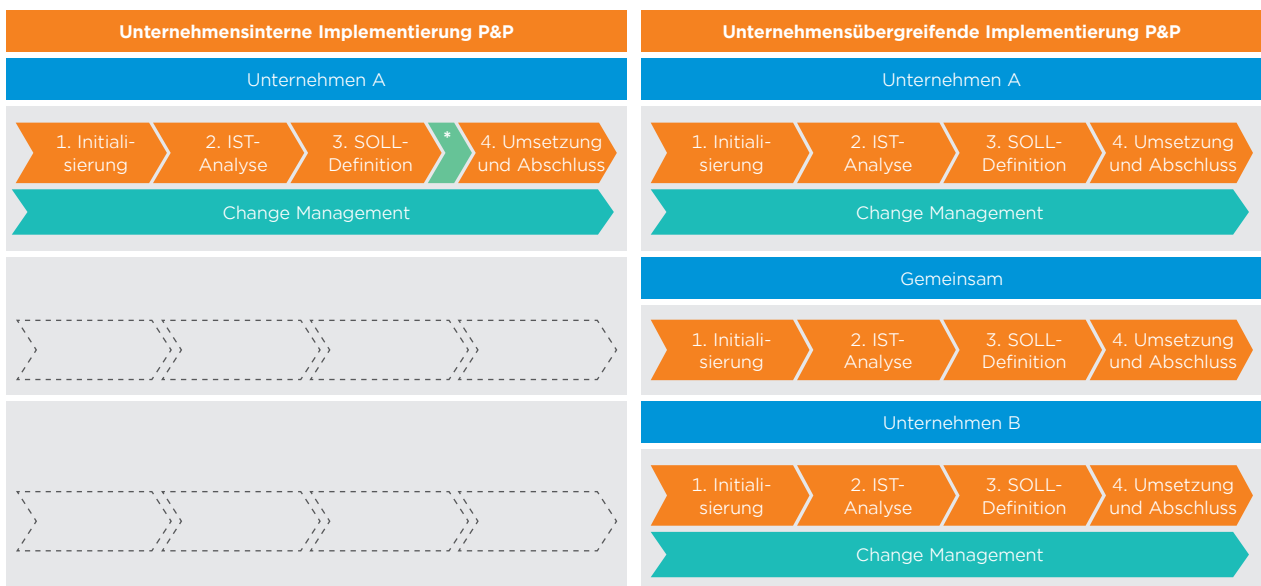 Unternehmensinterne Implementierung P&P
Unternehmen A
1. Initiali-
sierung
2. IST-
Analyse
3. SOLL-
Definition
*
4. Umsetzung
und Abschluss
Change Management
Unternehmensübergreifende Implementierung P&P
Unternehmen A
1. Initiali-
sierung
2. IST-
Analyse
3. SOLL-
Definition
4. Umsetzung
und Abschluss
Change Management
Gemeinsam
1. Initiali-
sierung
2. IST-
Analyse
3. SOLL-
Definition
4. Umsetzung
und Abschluss
Unternehmen B
1. Initiali-
sierung
2. IST-
Analyse
3. SOLL-
Definition
4. Umsetzung
und Abschluss
Change Management